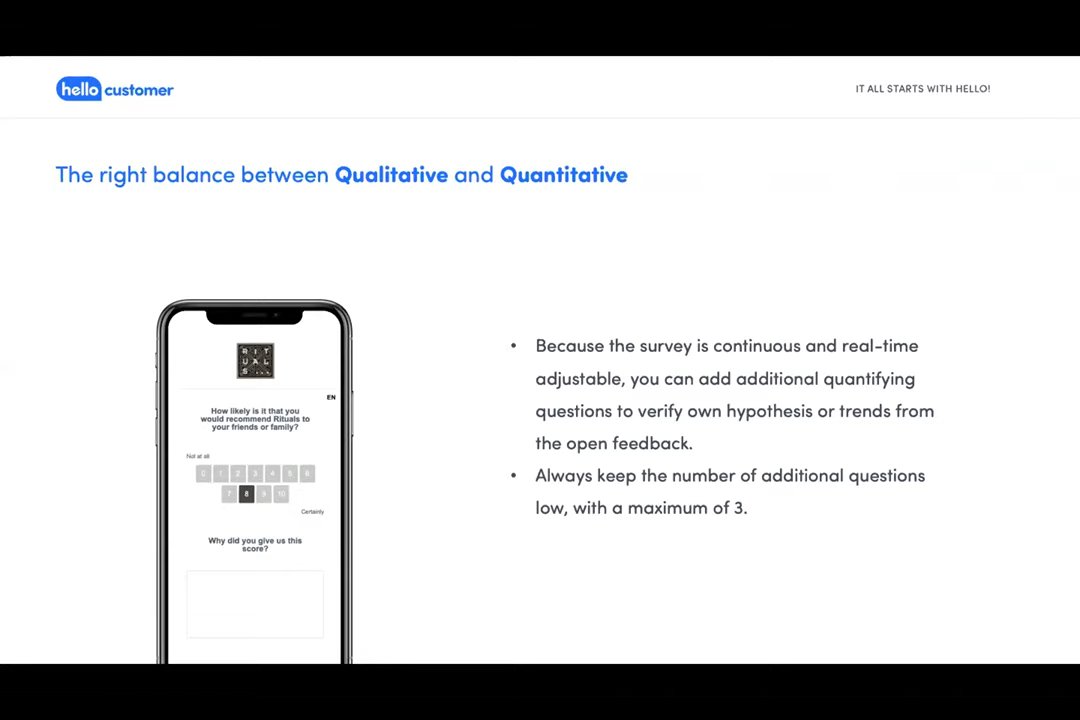 hello customer
IT ALL STARTS WITH HELLO!
The right balance between Qualitative and Quantitative
RITUALS...
EN
How likely is it that you
would recommend Rituals to
your friends or family?
Not at all
0 1 2 3 4 5 6
7 8 9 10
Certainly
Why did you give us this
score?
• Because the survey is continuous and real-time
adjustable, you can add additional quantifying
questions to verify own hypothesis or trends from
the open feedback.
• Always keep the number of additional questions
low, with a maximum of 3.